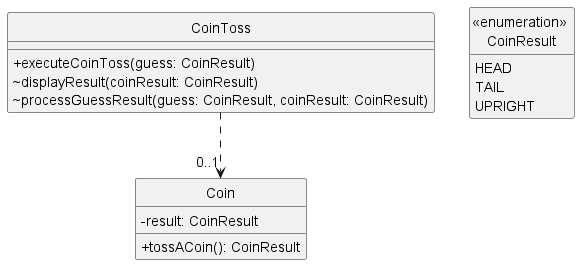 CoinToss
+executeCoinToss(guess: CoinResult)
~displayResult(coinResult: CoinResult)
~processGuessResult(guess: CoinResult, coinResult: CoinResult)
«enumeration»
CoinResult
HEAD
TAIL
UPRIGHT
0..1
Coin
-result: CoinResult
+tossACoin(): CoinResult